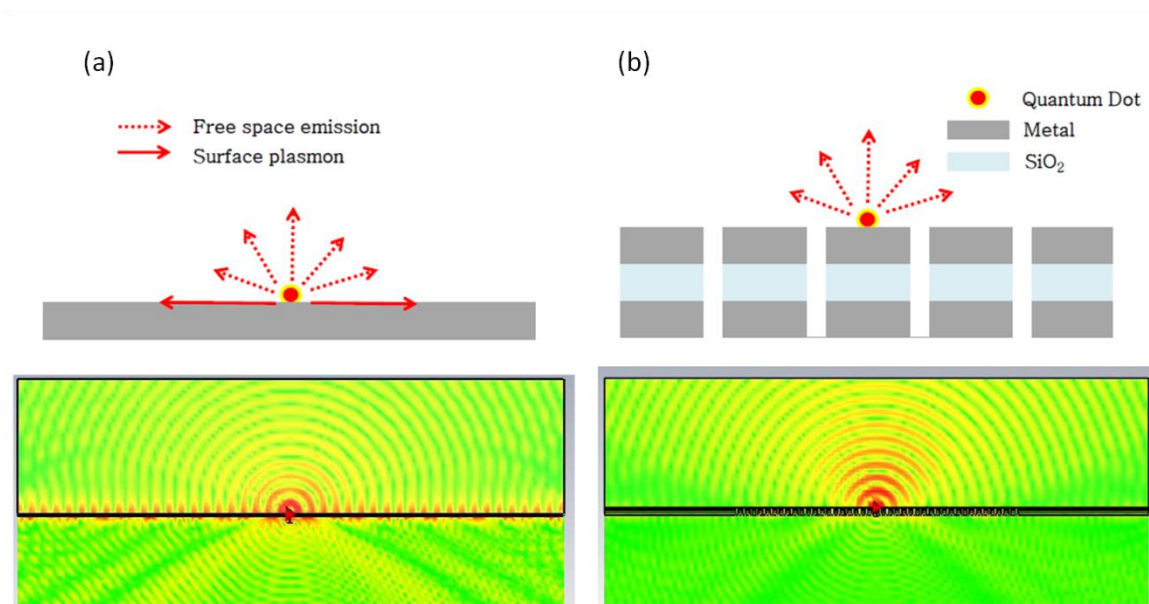 (a)
Free space emission
Surface plasmon
(b)
Quantum Dot
Metal
SiO₂